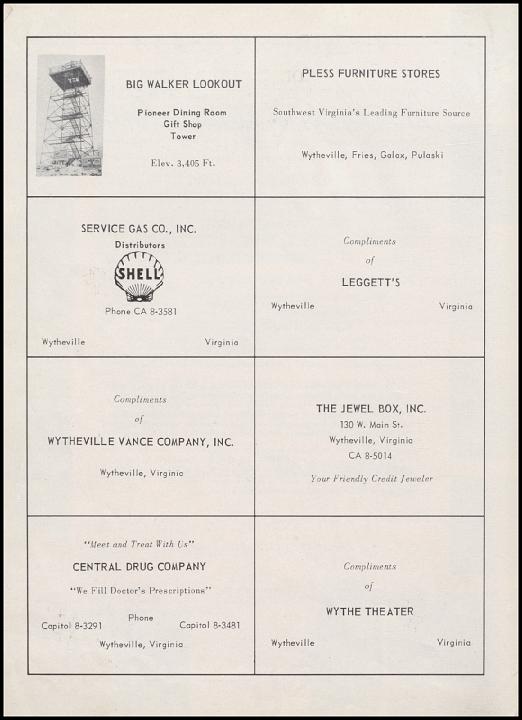 BIG WALKER LOOKOUT
Pioneer Dining Room
Gift Shop
Tower
Elev. 3,405 Ft.
PLESS FURNITURE STORES
Southwest Virginia's Leading Furniture Source
Wytheville, Fries, Galax, Pulaski
SERVICE GAS CO., INC.
Distributors
SHELL
Phone CA 8-3581
Wytheville Virginia
Compliments
of
LEGGETT'S
Wytheville Virginia
Compliments
of
WYTHEVILLE VANCE COMPANY, INC.
Wytheville, Virginia
THE JEWEL BOX, INC.
130 W. Main St.
Wytheville, Virginia
CA 8-5014
Your Friendly Credit Jeweler
"Meet and Treat With Us"
CENTRAL DRUG COMPANY
"We Fill Doctor's Prescriptions"
Phone
Capitol 8-3291 Capitol 8-3481
Wytheville, Virginia
Compliments
of
WYTHE THEATER
Wytheville Virginia